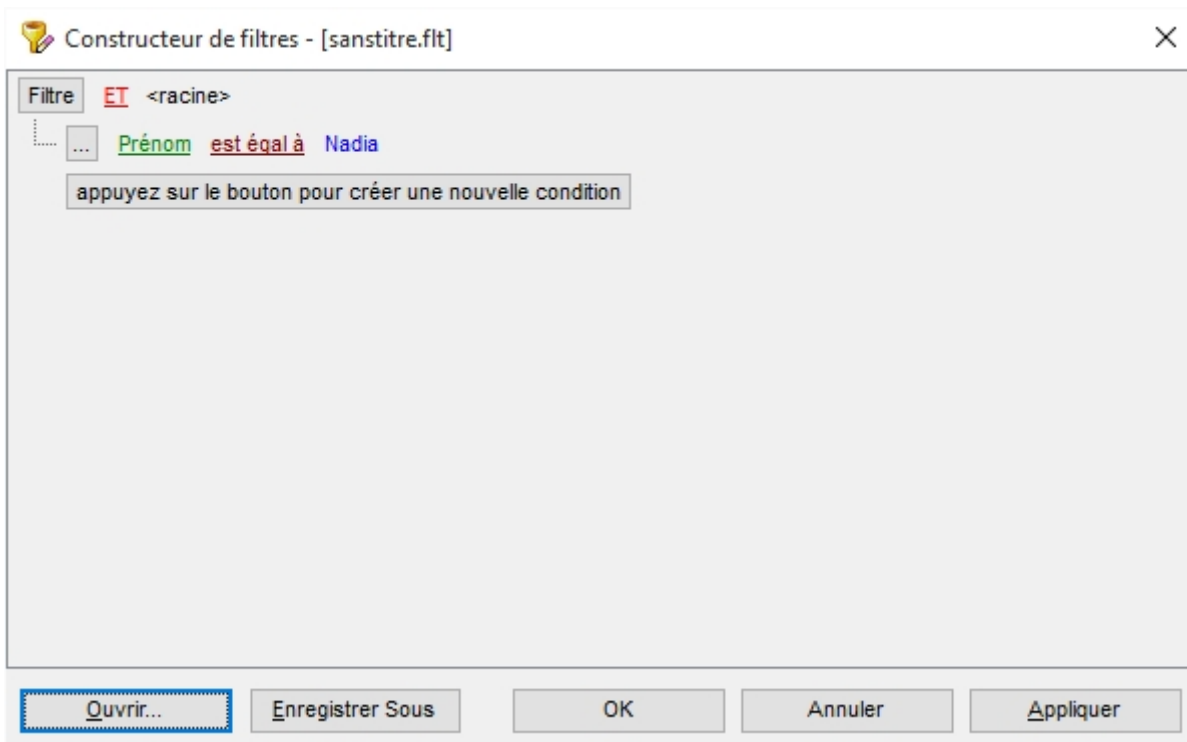 Constructeur de filtres - [sanstitre.flt]
Filtre ET <racine>
... Prénom est égal à Nadia
appuyez sur le bouton pour créer une nouvelle condition
Ouvrir... Enregistrer Sous OK Annuler Appliquer